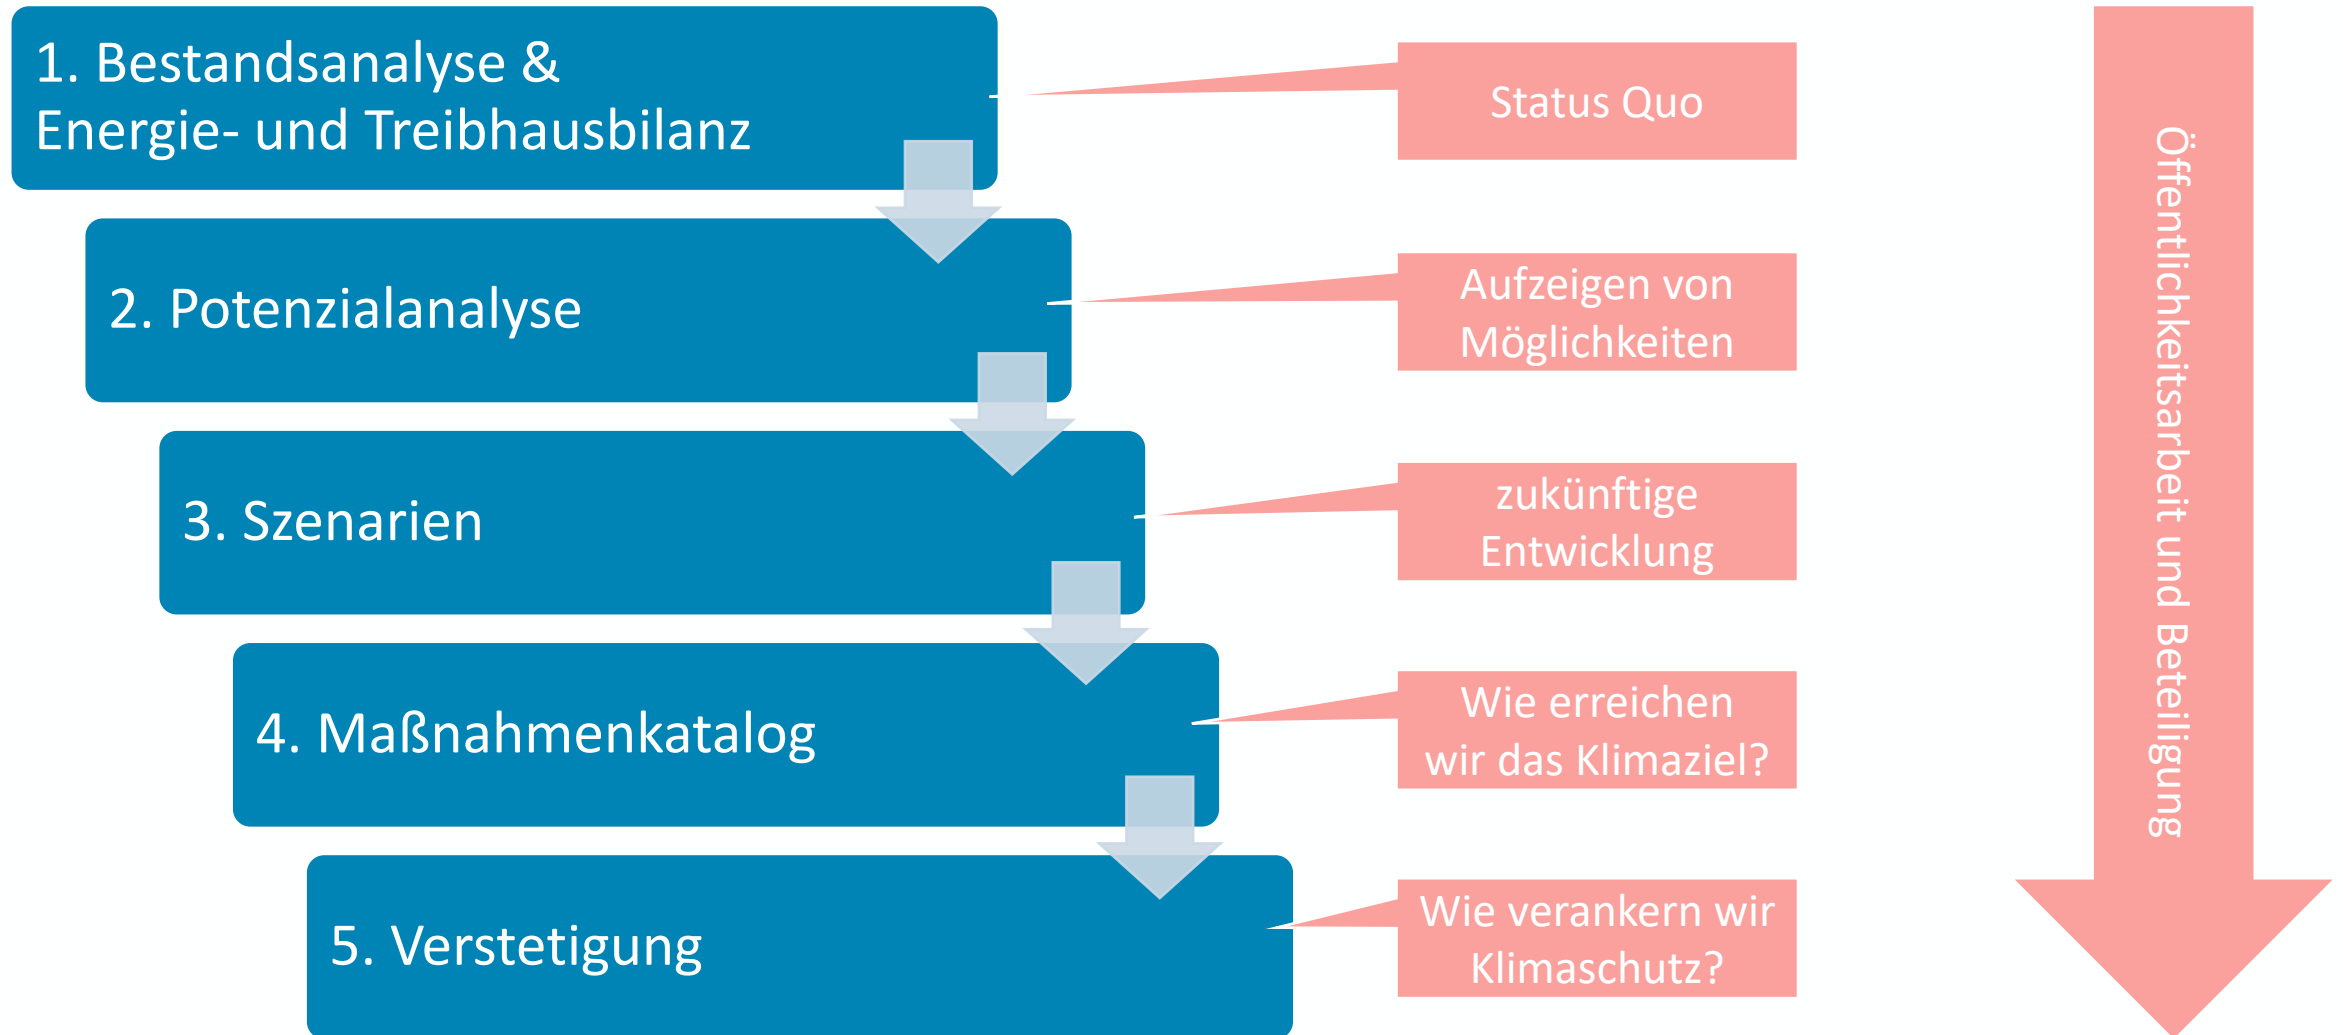 1. Bestandsanalyse &
Energie- und Treibhausbilanz
Status Quo
2. Potenzialanalyse
Aufzeigen von
Möglichkeiten
3. Szenarien
zukünftige
Entwicklung
4. Maßnahmenkatalog
Wie erreichen
wir das Klimaziel?
5. Verstetigung
Wie verankern wir
Klimaschutz?
Öffentlichkeitsarbeit und Beteiligung